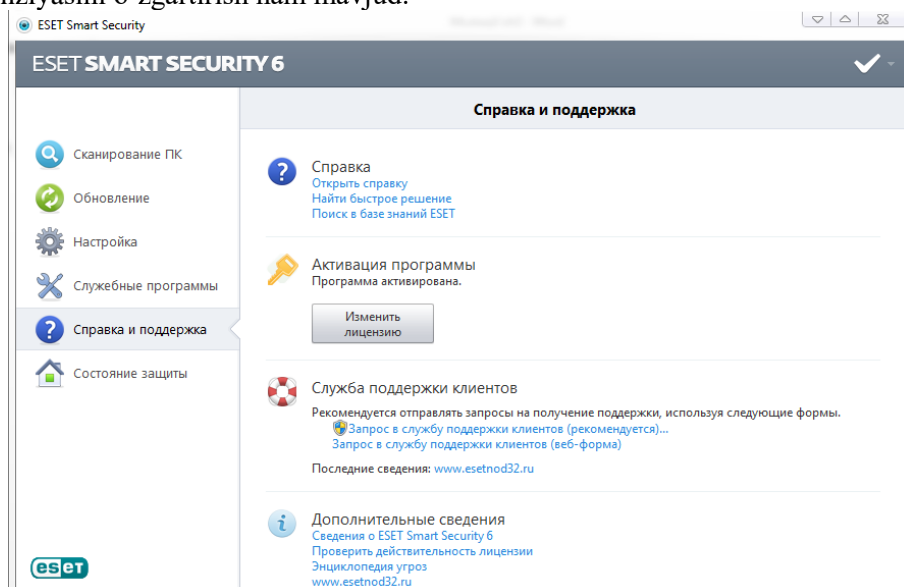 o'zgartirish ham mavjud.
ESET Smart Security
ESET SMART SECURITY 6
Справка и поддержка
Сканирование ПК
Обновление
Настройка
Служебные программы
Справка и поддержка
Состояние защиты
Справка
Открыть справку
Найти быстрое решение
Поиск в базе знаний ESET
Активация программы
Программа активирована.
Изменить
лицензию
Служба поддержки клиентов
Рекомендуется отправлять запросы на получение поддержки, используя следующие формы.
Запрос в службу поддержки клиентов (рекомендуется)...
Запрос в службу поддержки клиентов (веб-форма)
Последние сведения: www.esetnod32.ru
Дополнительные сведения
Сведения о ESET Smart Security 6
Проверить действительность лицензии
Энциклопедия угроз
www.esetnod32.ru
eset